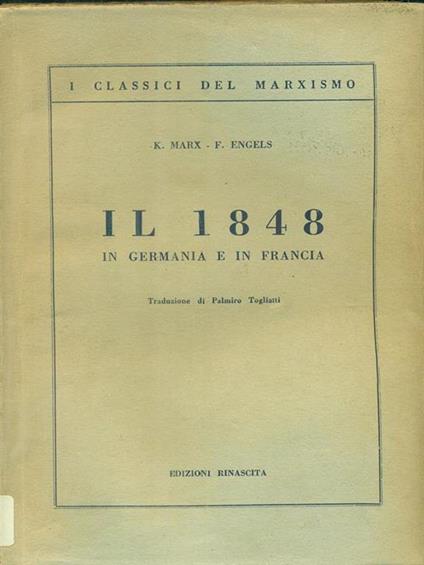 I CLASSICI DEL MARXISMO
K. MARX - F. ENGELS
IL 1848
IN GERMANIA E IN FRANCIA
Traduzione di Palmiro Togliatti
EDIZIONI RINASCITA